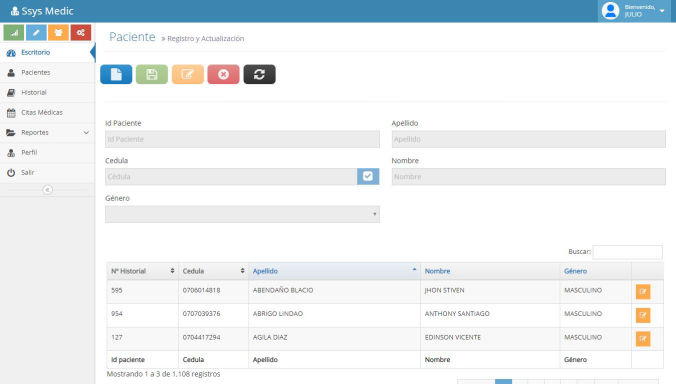 Ssys Medic
Bienvenido,
JULIO
Paciente » Registro y Actualización
Escritorio
Pacientes
Historial
Citas Médicas
Reportes
Perfil
Salir
Id Paciente
Apellido
Id Paciente
Apellido
Cedula
Nombre
Cédula
Nombre
Género
Buscar:
Nº Historial Cedula Apellido Nombre Género
595 0706014818 ABENDAÑO BLACIO JHON STIVEN MASCULINO
954 0707039376 ABRIGO LINDAO ANTHONY SANTIAGO MASCULINO
127 0704417294 AGILA DIAZ EDINSON VICENTE MASCULINO
Id paciente Cedula Apellido Nombre Género
Mostrando 1 a 3 de 1,108 registros